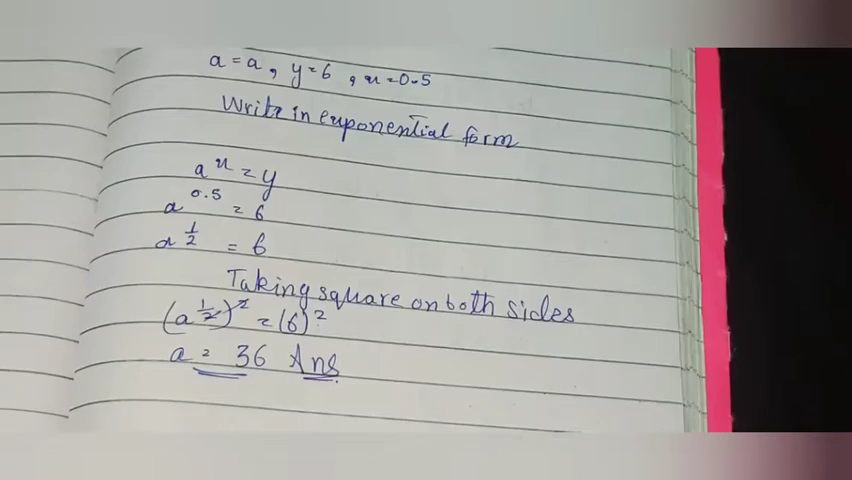 a = a, y = 6, x = 0.5
Write in exponential form
a^x = y
a^0.5 = 6
a^1/2 = 6
Taking square on both sides
(a^1/2)^2 = (6)^2
a = 36 Ans